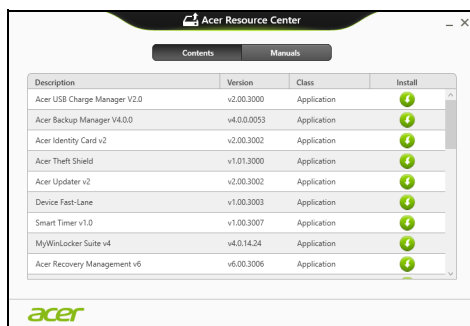 Acer Resource Center
Contents Manuals
Description Version Class Install
Acer USB Charge Manager V2.0 v2.00.3000 Application
Acer Backup Manager V4.0.0 v4.0.0.0053 Application
Acer Identity Card v2 v2.00.3002 Application
Acer Theft Shield v1.01.3000 Application
Acer Updater v2 v2.00.3002 Application
Device Fast-Lane v1.00.3003 Application
Smart Timer v1.0 v1.00.3007 Application
MyWinLocker Suite v4 v4.0.14.24 Application
Acer Recovery Management v6 v6.00.3006 Application
acer